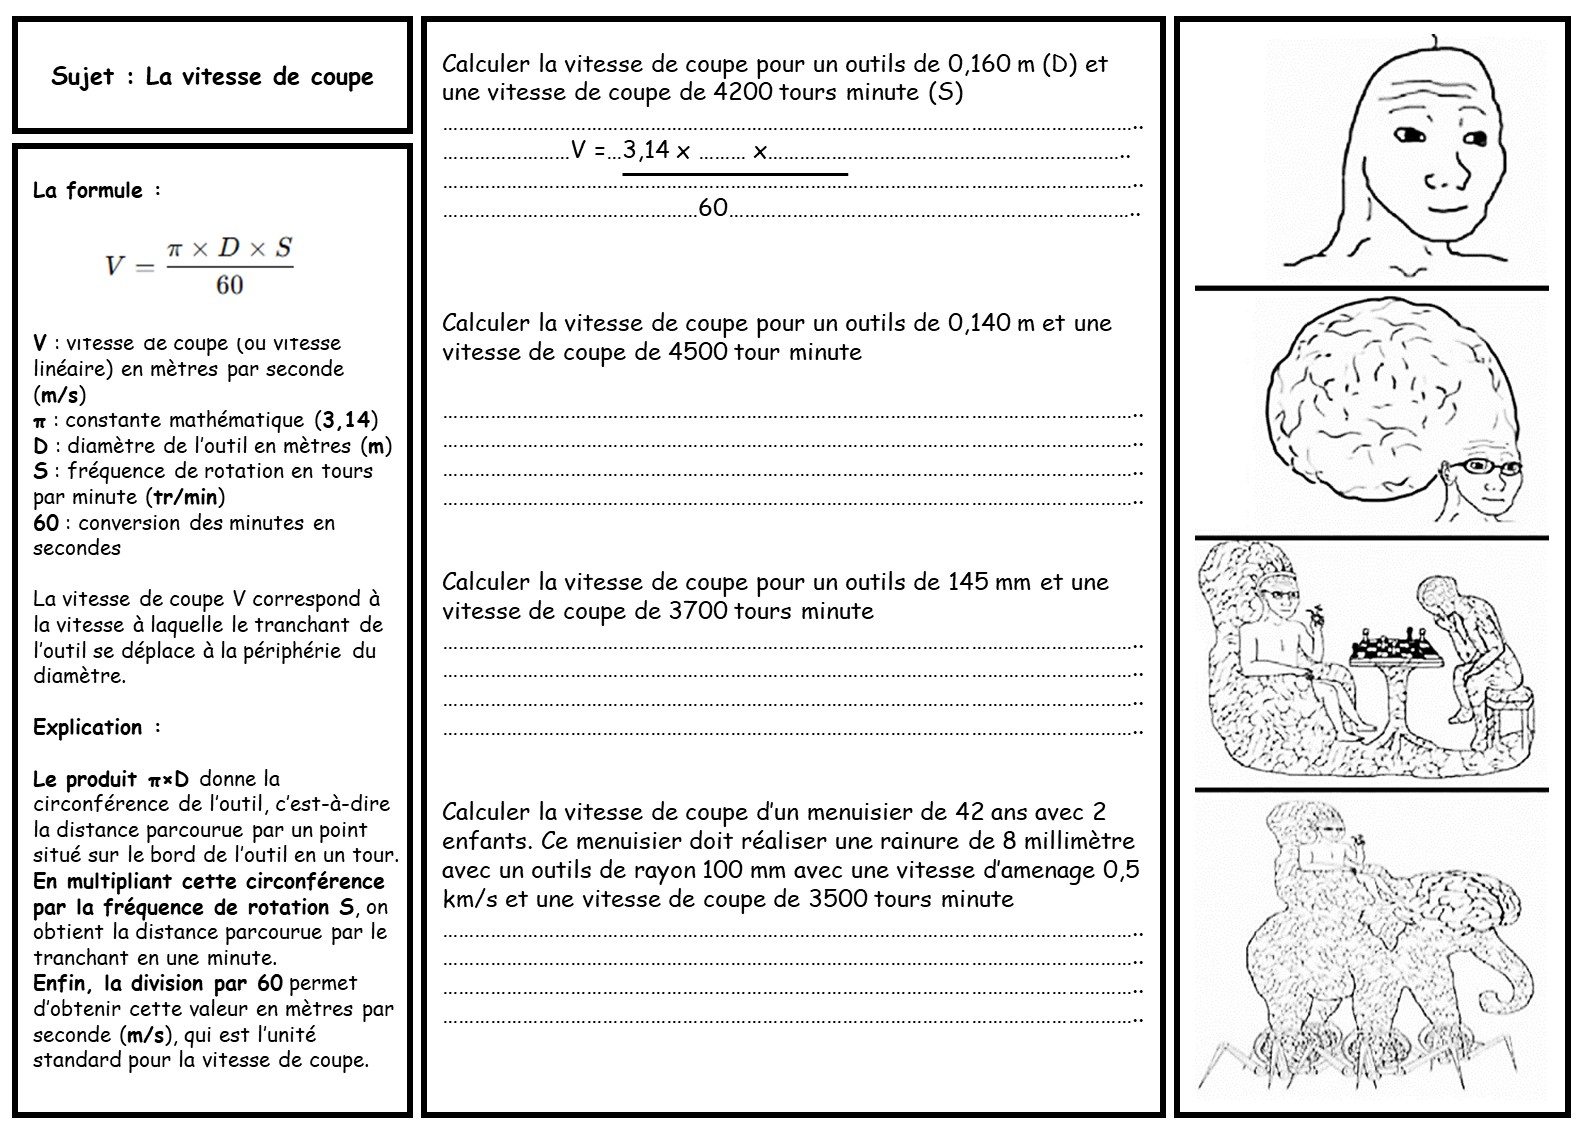 Sujet : La vitesse de coupe
La formule :
V = π × D × S / 60
V : vitesse de coupe (ou vitesse
linéaire) en mètres par seconde
(m/s)
π : constante mathématique (3,14)
D : diamètre de l'outil en mètres (m)
S : fréquence de rotation en tours
par minute (tr/min)
60 : conversion des minutes en
secondes
La vitesse de coupe V correspond à
la vitesse à laquelle le tranchant de
l'outil se déplace à la périphérie du
diamètre.
Explication :
Le produit π×D donne la
circonférence de l'outil, c'est-à-dire
la distance parcourue par un point
situé sur le bord de l'outil en un tour.
En multipliant cette circonférence
par la fréquence de rotation S, on
obtient la distance parcourue par le
tranchant en une minute.
Enfin, la division par 60 permet
d'obtenir cette valeur en mètres par
seconde (m/s), qui est l'unité
standard pour la vitesse de coupe.
Calculer la vitesse de coupe pour un outils de 0,160 m (D) et
une vitesse de coupe de 4200 tours minute (S)
V =…3,14 x ……… x
60
Calculer la vitesse de coupe pour un outils de 0,140 m et une
vitesse de coupe de 4500 tour minute
Calculer la vitesse de coupe pour un outils de 145 mm et une
vitesse de coupe de 3700 tours minute
Calculer la vitesse de coupe d'un menuisier de 42 ans avec 2
enfants. Ce menuisier doit réaliser une rainure de 8 millimètre
avec un outils de rayon 100 mm avec une vitesse d'amenage 0,5
km/s et une vitesse de coupe de 3500 tours minute